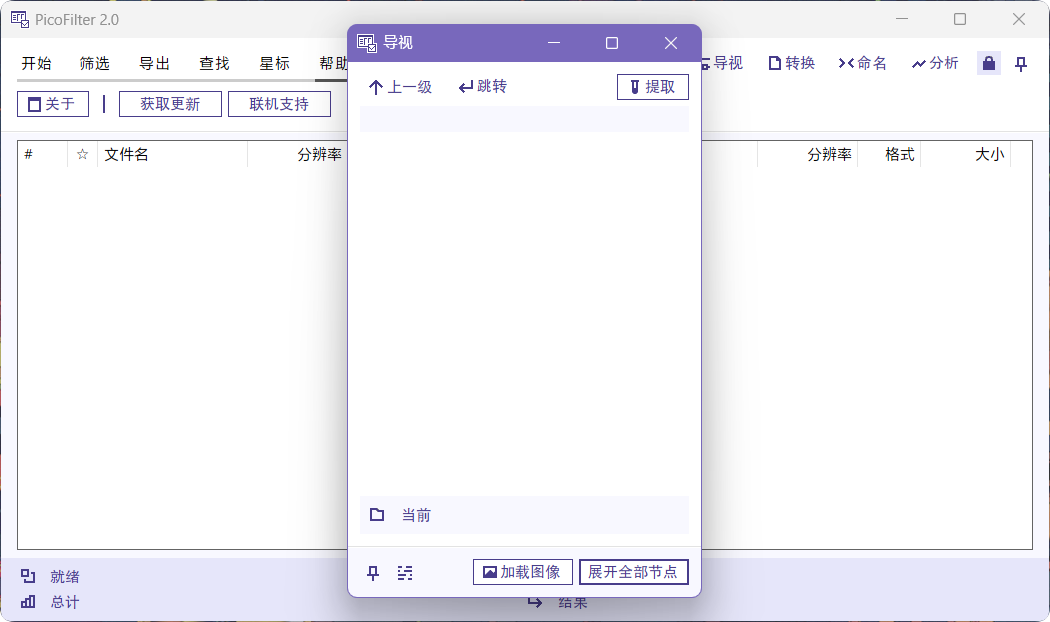 PicoFilter 2.0
开始 筛选 导出 查找 星标 帮助 导视 转换 命名 分析
关于 获取更新 联机支持
# ☆ 文件名 分辨率 分辨率 格式 大小
导视
上一级 跳转 提取
当前
加载图像 展开全部节点
就绪
总计 结果